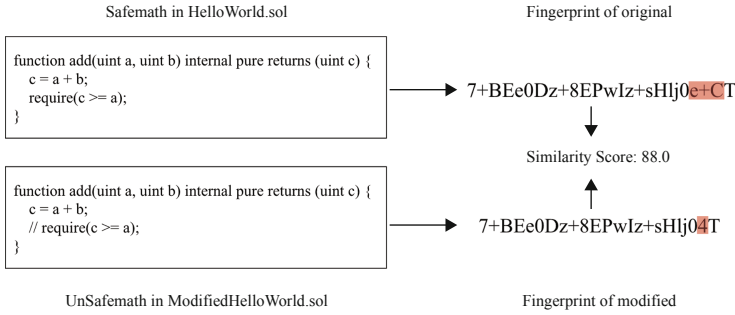 Safemath in HelloWorld.sol
Fingerprint of original
function add(uint a, uint b) internal pure returns (uint c) {
c = a + b;
require(c >= a);
}
7+BEe0Dz+8EPwIz+sHlj0e+CT
Similarity Score: 88.0
function add(uint a, uint b) internal pure returns (uint c) {
c = a + b;
// require(c >= a);
}
7+BEe0Dz+8EPwIz+sHlj04T
UnSafemath in ModifiedHelloWorld.sol
Fingerprint of modified